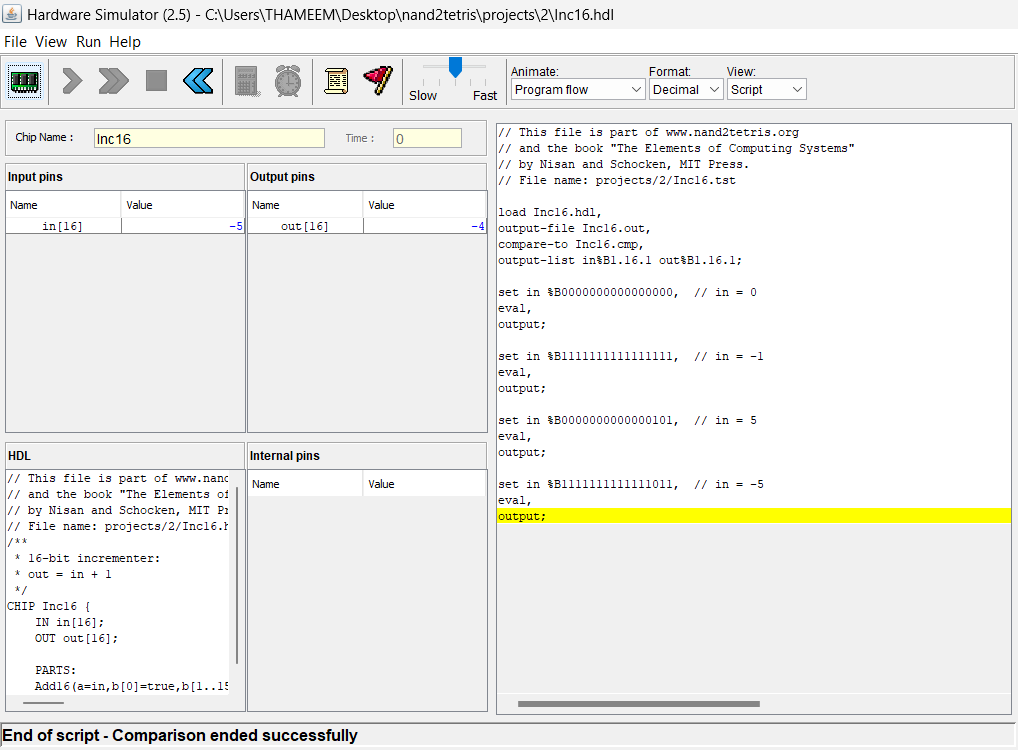 Hardware Simulator (2.5) - C:\Users\THAMEEM\Desktop\nand2tetris\projects\2\Inc16.hdl
File View Run Help
Slow Fast
Animate: Format: View:
Program flow Decimal Script
Chip Name : Inc16 Time : 0
Input pins
Name Value
in[16] -5
Output pins
Name Value
out[16] -4
HDL
// This file is part of www.nand
// and the book "The Elements of
// by Nisan and Schocken, MIT Pr
// File name: projects/2/Inc16.h
/**
* 16-bit incrementer:
* out = in + 1
*/
CHIP Inc16 {
IN in[16];
OUT out[16];
PARTS:
Add16(a=in,b[0]=true,b[1..15
Internal pins
Name Value
// This file is part of www.nand2tetris.org
// and the book "The Elements of Computing Systems"
// by Nisan and Schocken, MIT Press.
// File name: projects/2/Inc16.tst
load Inc16.hdl,
output-file Inc16.out,
compare-to Inc16.cmp,
output-list in%B1.16.1 out%B1.16.1;
set in %B0000000000000000,  // in = 0
eval,
output;
set in %B1111111111111111,  // in = -1
eval,
output;
set in %B0000000000000101,  // in = 5
eval,
output;
set in %B1111111111111011,  // in = -5
eval,
output;
End of script - Comparison ended successfully